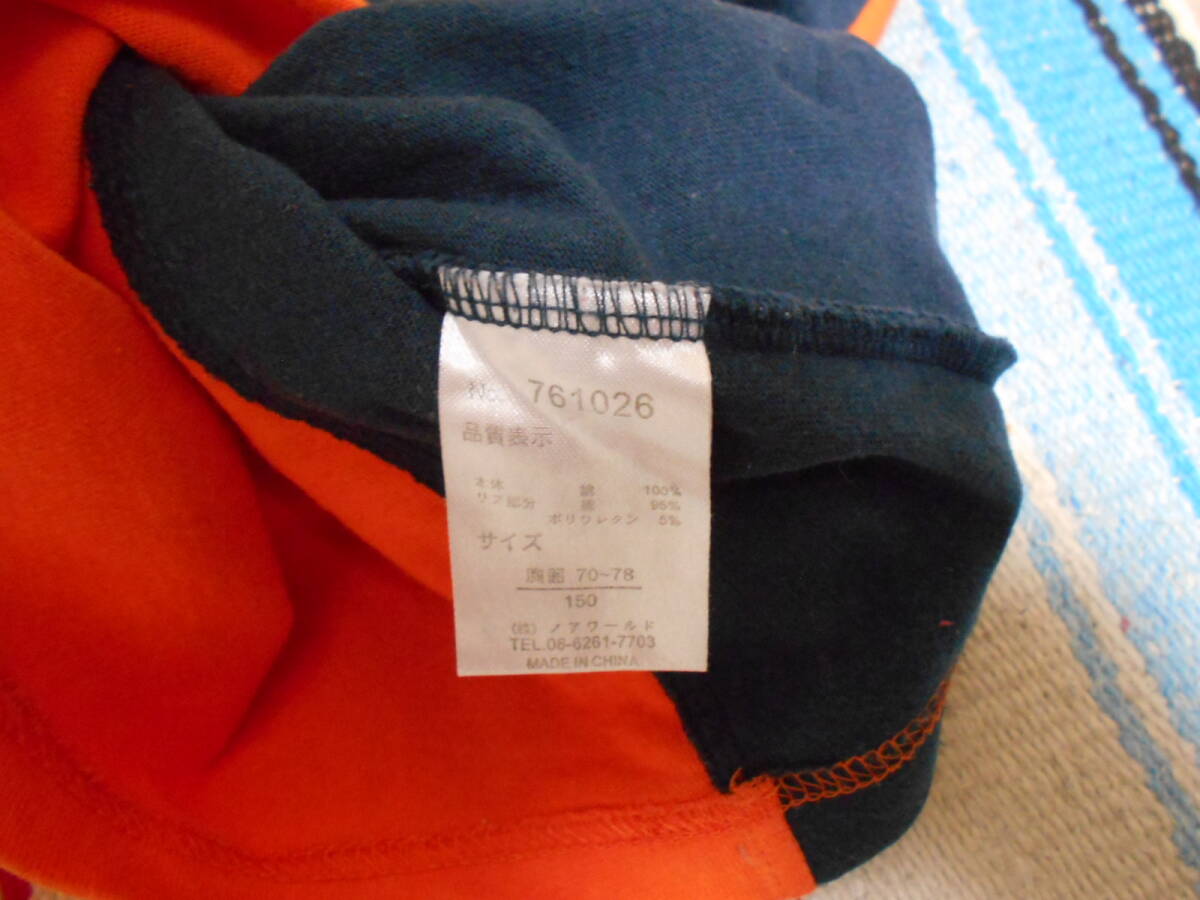 No. 761026
品質表示
本体 綿 100%
リブ部分 綿 95%
ポリウレタン 5%
サイズ
胸囲 70~78
150
(株) ノアワールド
TEL.06-6261-7703
MADE IN CHINA